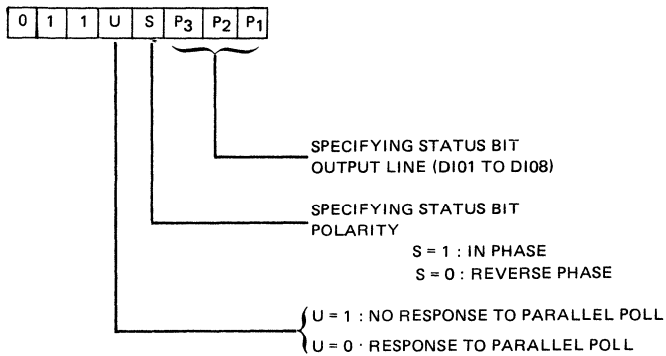 0 1 1 U S P3 P2 P1
SPECIFYING STATUS BIT
OUTPUT LINE (DI01 TO DI08)
SPECIFYING STATUS BIT
POLARITY
S = 1 : IN PHASE
S = 0 : REVERSE PHASE
U = 1 : NO RESPONSE TO PARALLEL POLL
U = 0 · RESPONSE TO PARALLEL POLL